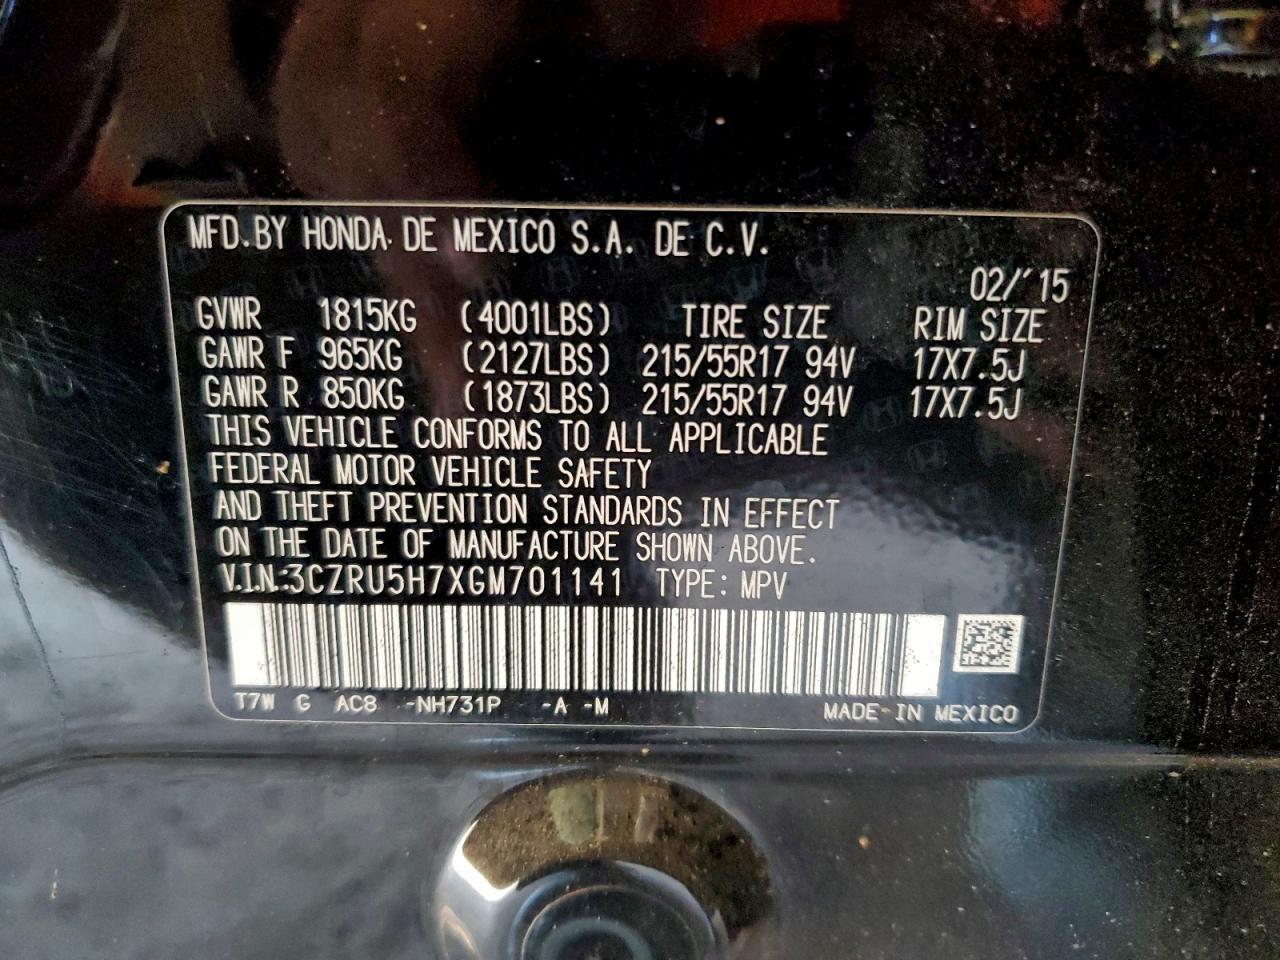 MFD.BY HONDA DE MEXICO S.A. DE C.V.
02/'15
GVWR 1815KG (4001LBS) TIRE SIZE RIM SIZE
GAWR F 965KG (2127LBS) 215/55R17 94V 17X7.5J
GAWR R 850KG (1873LBS) 215/55R17 94V 17X7.5J
THIS VEHICLE CONFORMS TO ALL APPLICABLE
FEDERAL MOTOR VEHICLE SAFETY
AND THEFT PREVENTION STANDARDS IN EFFECT
ON THE DATE OF MANUFACTURE SHOWN ABOVE.
V.I.N.:3CZRU5H7XGM701141 TYPE: MPV
T7W G AC8 -NH731P -A -M
MADE IN MEXICO